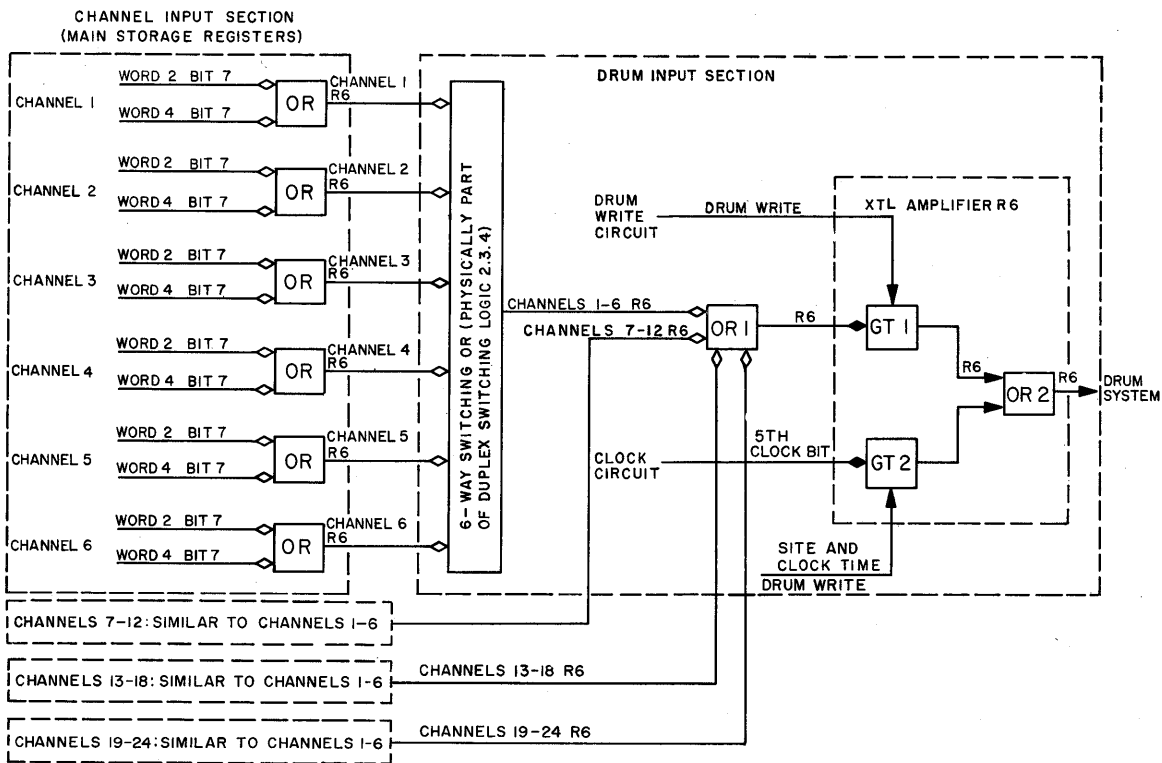 CHANNEL INPUT SECTION
(MAIN STORAGE REGISTERS)
DRUM INPUT SECTION
CHANNEL 1
WORD 2 BIT 7
WORD 4 BIT 7
OR
CHANNEL 1
R6
CHANNEL 2
WORD 2 BIT 7
WORD 4 BIT 7
OR
CHANNEL 2
R6
CHANNEL 3
WORD 2 BIT 7
WORD 4 BIT 7
OR
CHANNEL 3
R6
CHANNEL 4
WORD 2 BIT 7
WORD 4 BIT 7
OR
CHANNEL 4
R6
CHANNEL 5
WORD 2 BIT 7
WORD 4 BIT 7
OR
CHANNEL 5
R6
CHANNEL 6
WORD 2 BIT 7
WORD 4 BIT 7
OR
CHANNEL 6
R6
6-WAY SWITCHING OR (PHYSICALLY PART
OF DUPLEX SWITCHING LOGIC 2.3.4)
DRUM
WRITE
CIRCUIT
DRUM WRITE
XTL AMPLIFIER R6
CHANNELS 1-6 R6
CHANNELS 7-12 R6
OR 1
R6
GT 1
R6
OR 2
R6
DRUM
SYSTEM
CLOCK
CIRCUIT
5TH
CLOCK BIT
GT 2
SITE AND
CLOCK TIME
DRUM WRITE
CHANNELS 7-12: SIMILAR TO CHANNELS 1-6
CHANNELS 13-18: SIMILAR TO CHANNELS 1-6
CHANNELS 13-18 R6
CHANNELS 19-24: SIMILAR TO CHANNELS 1-6
CHANNELS 19-24 R6